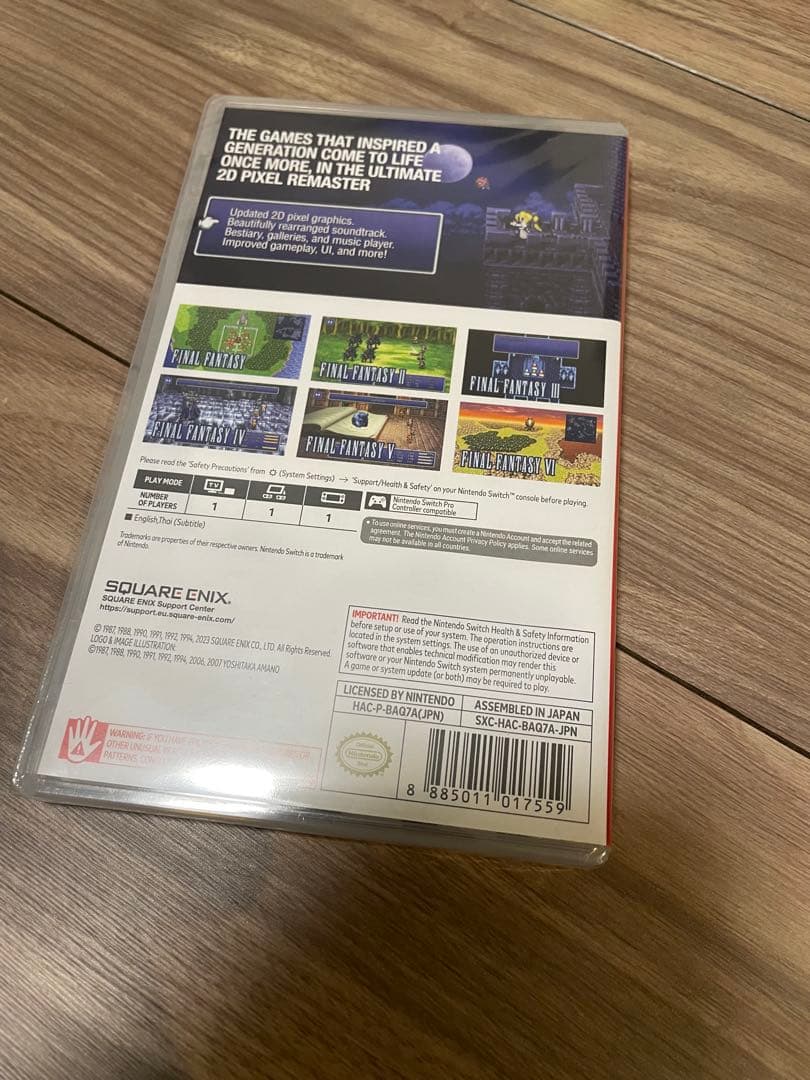 THE GAMES THAT INSPIRED A
GENERATION COME TO LIFE
ONCE MORE, IN THE ULTIMATE
2D PIXEL REMASTER
Updated 2D pixel graphics.
Beautifully rearranged soundtrack.
Bestiary, galleries, and music player.
Improved gameplay, UI, and more!
FINAL FANTASY
FINAL FANTASY II
FINAL FANTASY III
FINAL FANTASY IV
FINAL FANTASY V
FINAL FANTASY VI
Please read the 'Safety Precautions' from (System Settings) → 'Support/Health & Safety' on your Nintendo Switch™ console before playing.
PLAY MODE
TV
NUMBER
OF PLAYERS
1
1
1
Nintendo Switch Pro
Controller compatible
■ English,Thai (Subtitle)
• To use online services, you must create a Nintendo Account and accept the related
agreement. The Nintendo Account Privacy Policy applies. Some online services
may not be available in all countries.
Trademarks are properties of their respective owners. Nintendo Switch is a trademark
of Nintendo.
SQUARE ENIX®
SQUARE ENIX Support Center
https://support.eu.square-enix.com/
© 1987, 1988, 1990, 1991, 1992, 1994, 2023 SQUARE ENIX CO., LTD. All Rights Reserved.
LOGO & IMAGE ILLUSTRATION:
©1987, 1988, 1990, 1991, 1992, 1994, 2006, 2007 YOSHITAKA AMANO
IMPORTANT! Read the Nintendo Switch Health & Safety Information
before setup or use of your system. The operation instructions are
located in the system settings. The use of an unauthorized device or
software that enables technical modification may render this
software or your Nintendo Switch system permanently unplayable.
A game or system update (or both) may be required to play.
LICENSED BY NINTENDO
ASSEMBLED IN JAPAN
HAC-P-BAQ7A(JPN)
SXC-HAC-BAQ7A-JPN
WARNING: IF YOU HAVE
OTHER UNUSUAL
PATTERNS,
Official
Nintendo
Seal
8 885011 017559